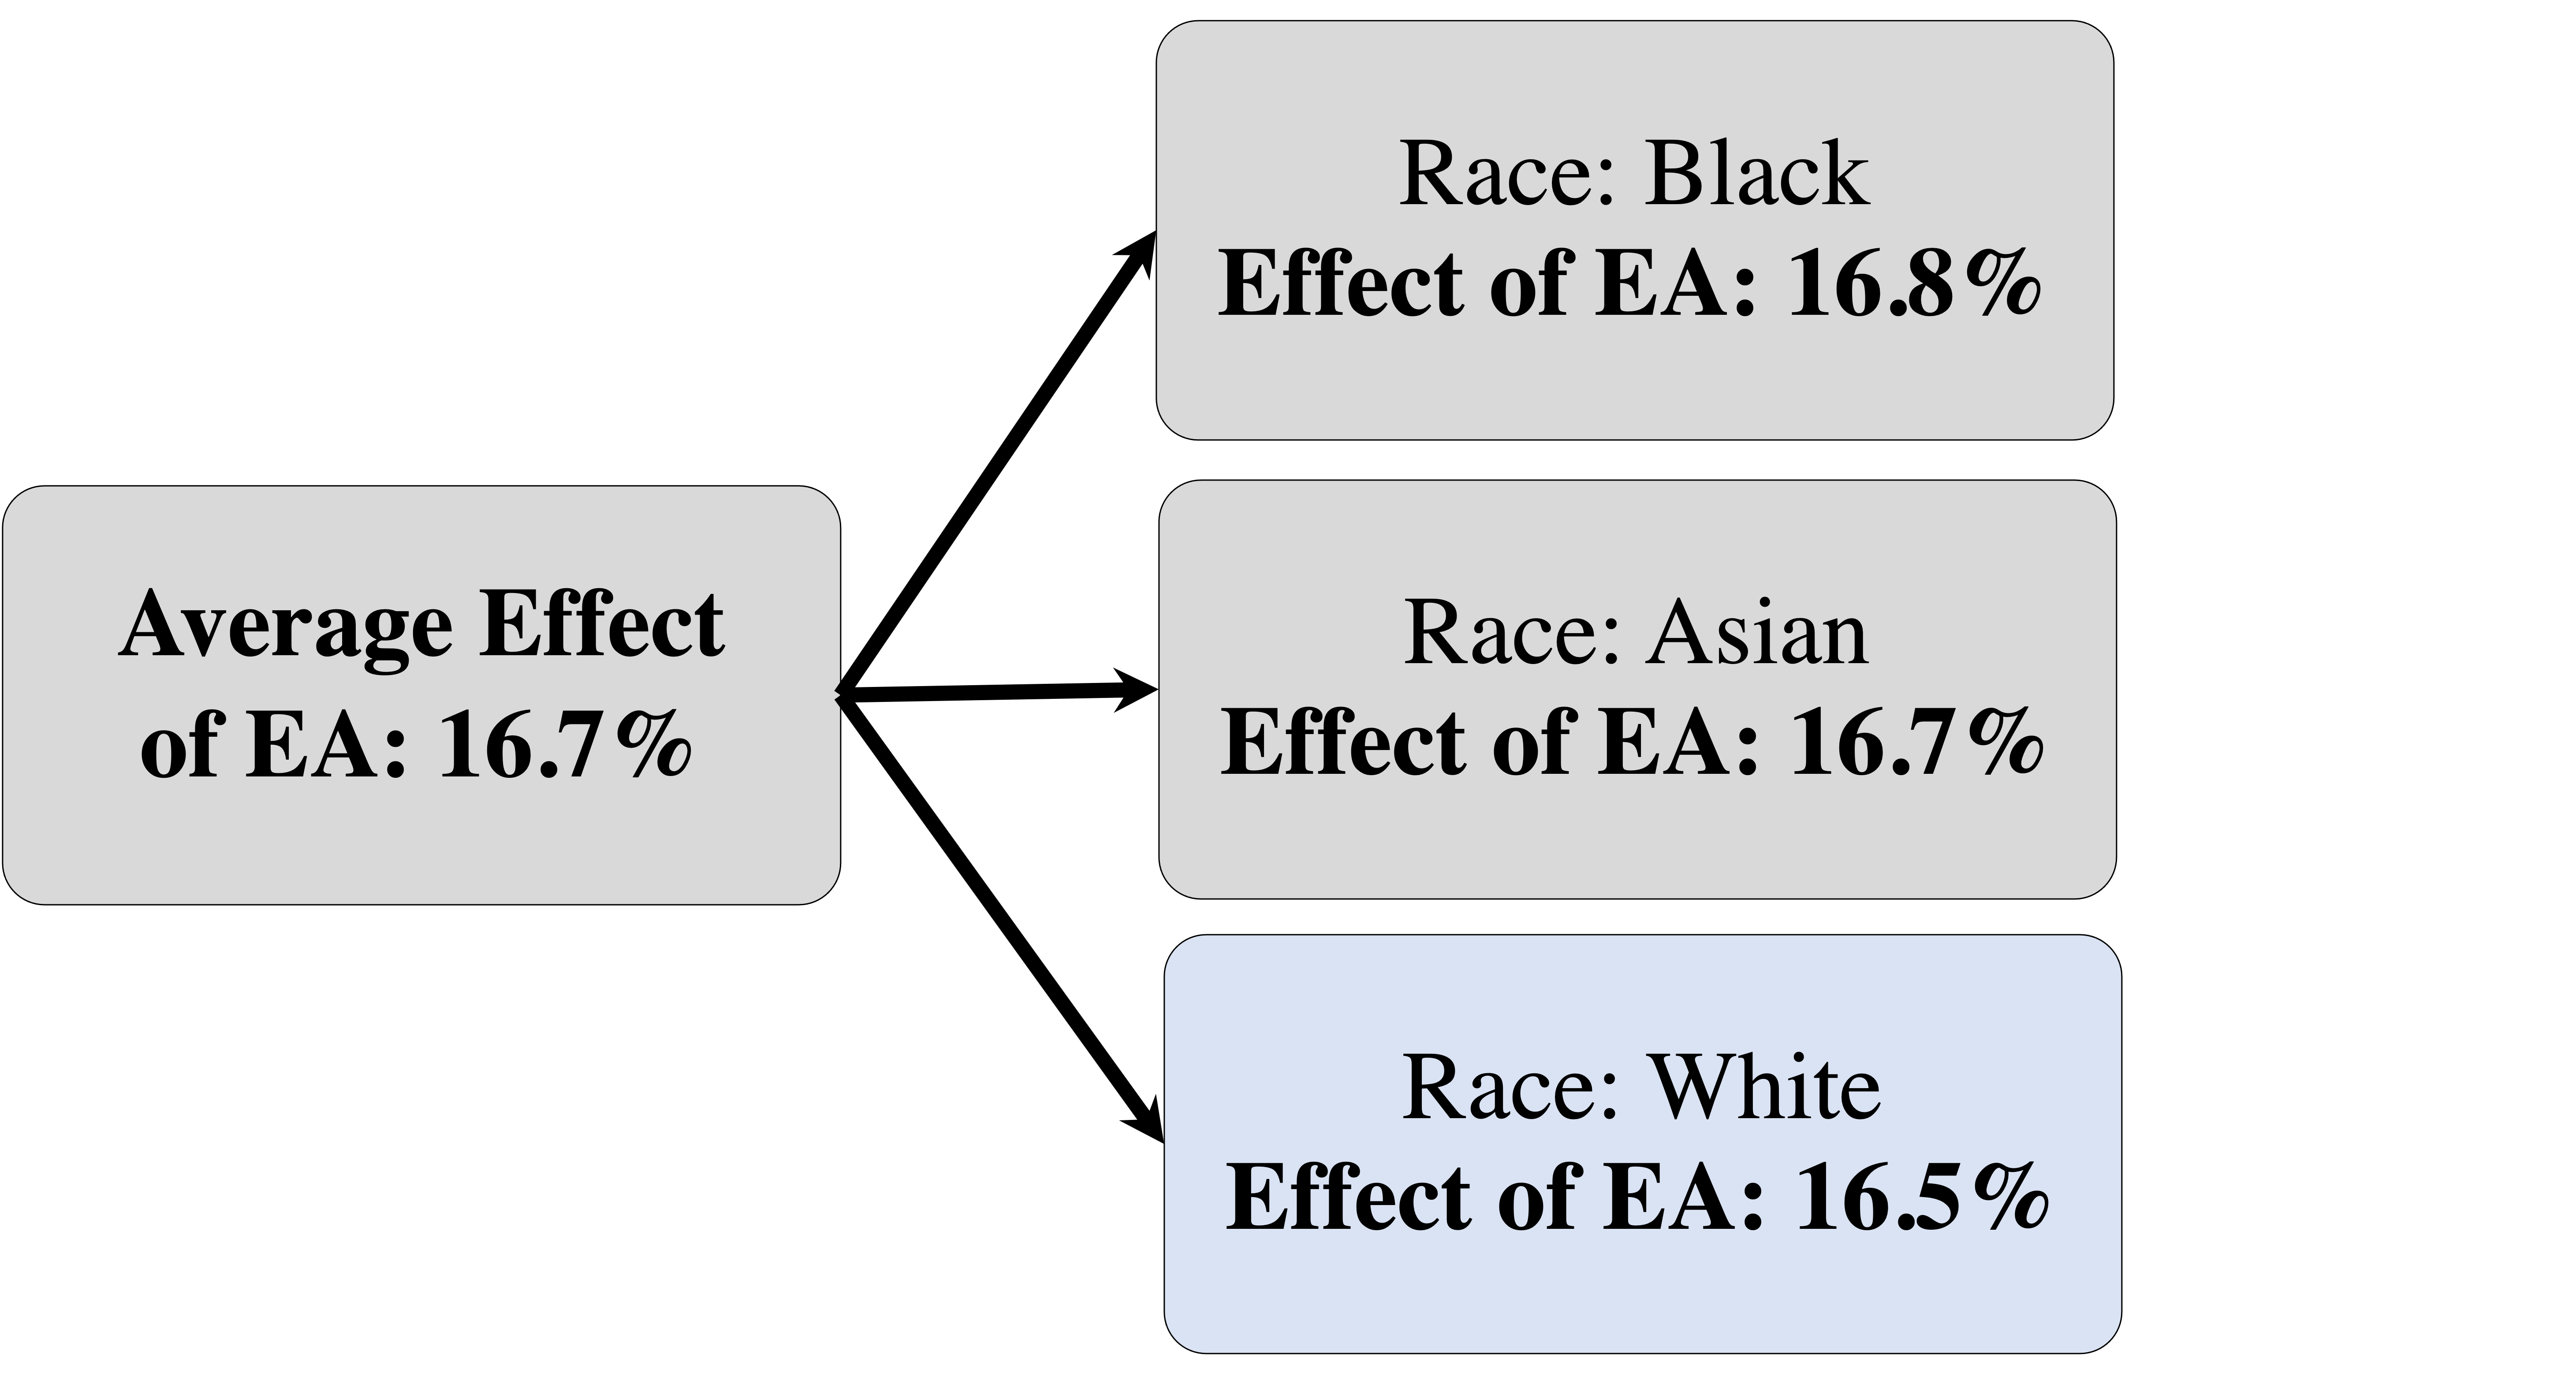 Race: Black
Effect of EA: 16.8%
Average Effect
of EA: 16.7%
Race: Asian
Effect of EA: 16.7%
Race: White
Effect of EA: 16.5%